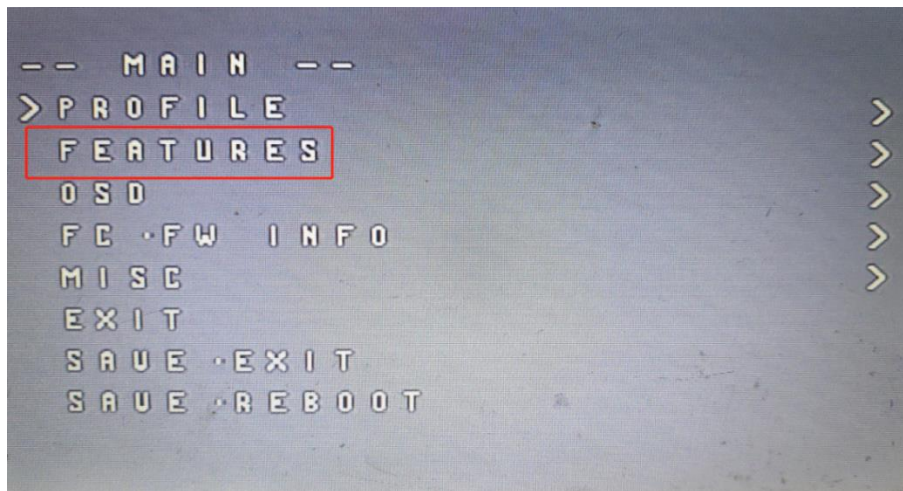 -- MAIN --
>PROFILE >
FEATURES >
OSD >
FC·FW INFO >
MISC >
EXIT
SAVE·EXIT
SAVE·REBOOT